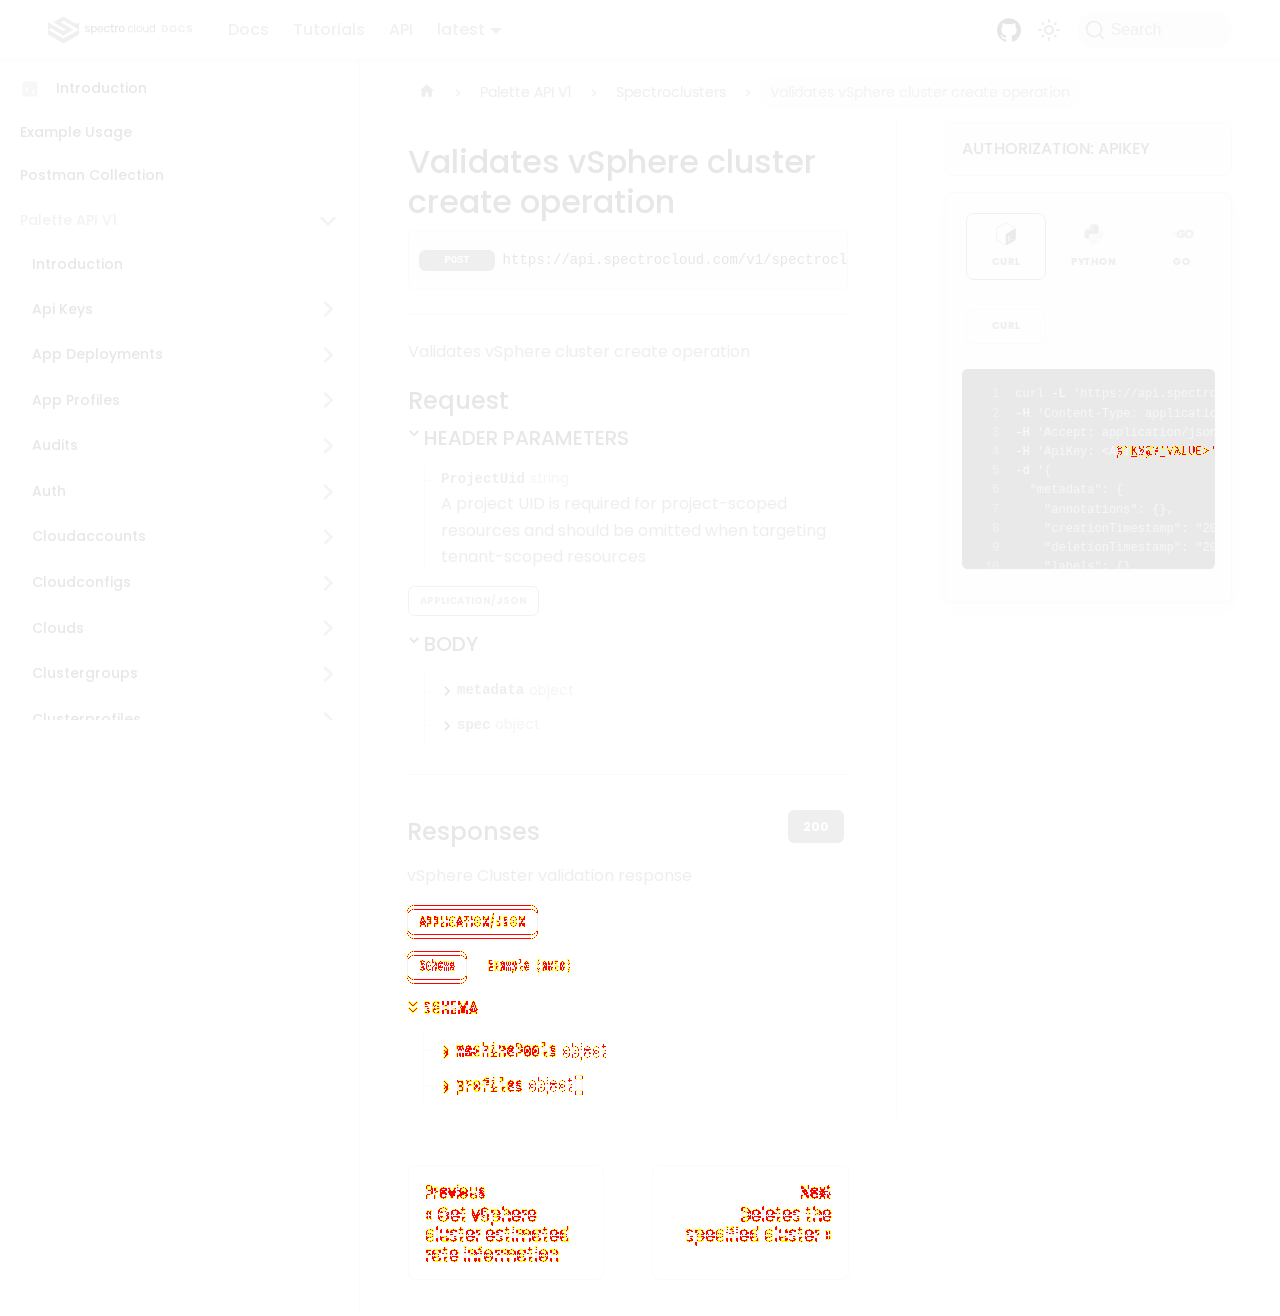 spectro cloud DOCS
Docs
Tutorials
API
latest
Search
Introduction
Example Usage
Postman Collection
Palette API V1
Introduction
Api Keys
App Deployments
App Profiles
Audits
Auth
Cloudaccounts
Cloudconfigs
Clouds
Clustergroups
Clusterprofiles
Palette API V1
Spectroclusters
Validates vSphere cluster create operation
Validates vSphere cluster
create operation
POST https://api.spectrocloud.com/v1/spectrocl
Validates vSphere cluster create operation
Request
HEADER PARAMETERS
ProjectUid string
A project UID is required for project-scoped
resources and should be omitted when targeting
tenant-scoped resources
APPLICATION/JSON
BODY
metadata object
spec object
Responses
200
vSphere Cluster validation response
APPLICATION/JSON
Schema
Example (auto)
SCHEMA
machinePools object
profiles object
Previous
« Get vSphere
cluster estimated
rate information
Next
Deletes the
specified cluster »
AUTHORIZATION: APIKEY
CURL
PYTHON
GO
GO
CURL
1 curl -L 'https://api.spectro
2 -H 'Content-Type: applicatio
3 -H 'Accept: application/json
4 -H 'ApiKey: <API_KEY_VALUE>'
5 -d '{
6 "metadata": {
7 "annotations": {},
8 "creationTimestamp": "20
9 "deletionTimestamp": "20
10 "labels": {}